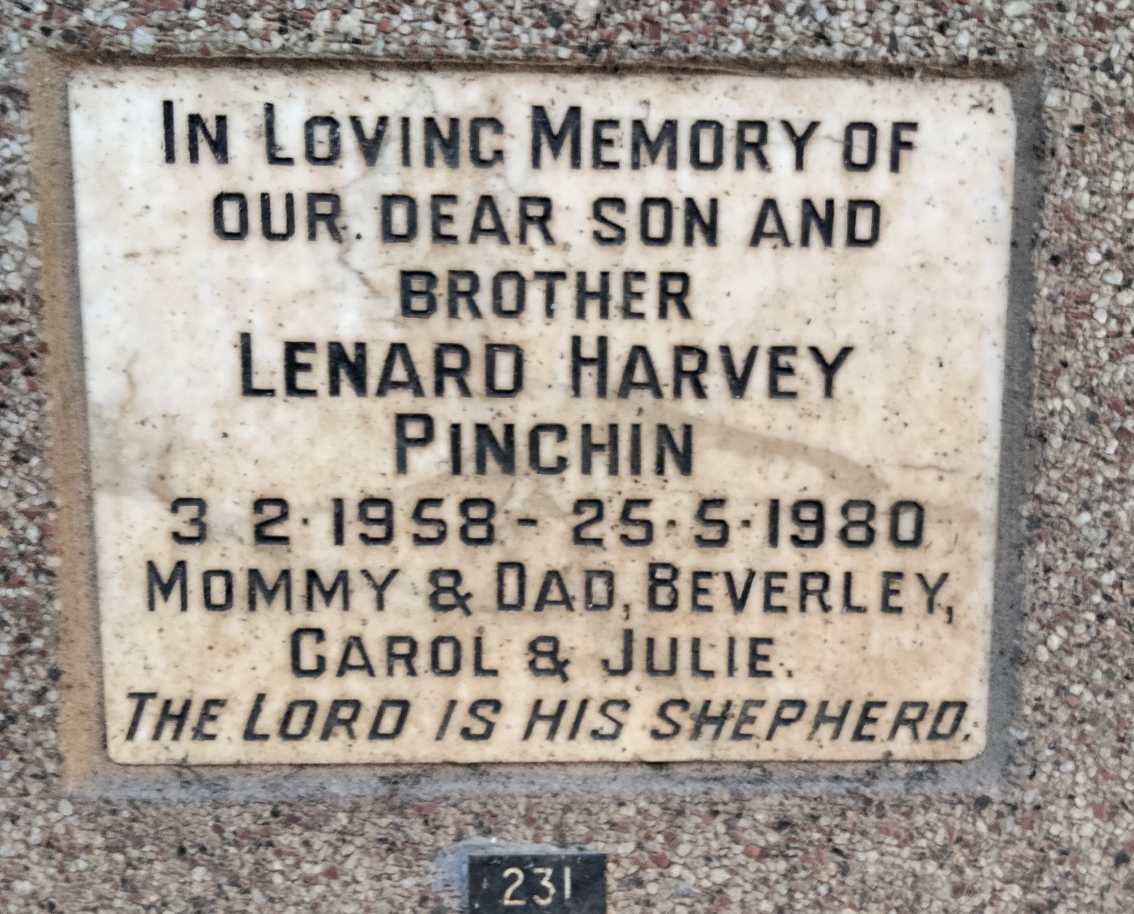 In Loving Memory of
our dear son and
brother
Lenard Harvey
Pinchin
3 2·1958 - 25·5·1980
Mommy & Dad, Beverley,
Carol & Julie.
The Lord is his Shepherd.
231